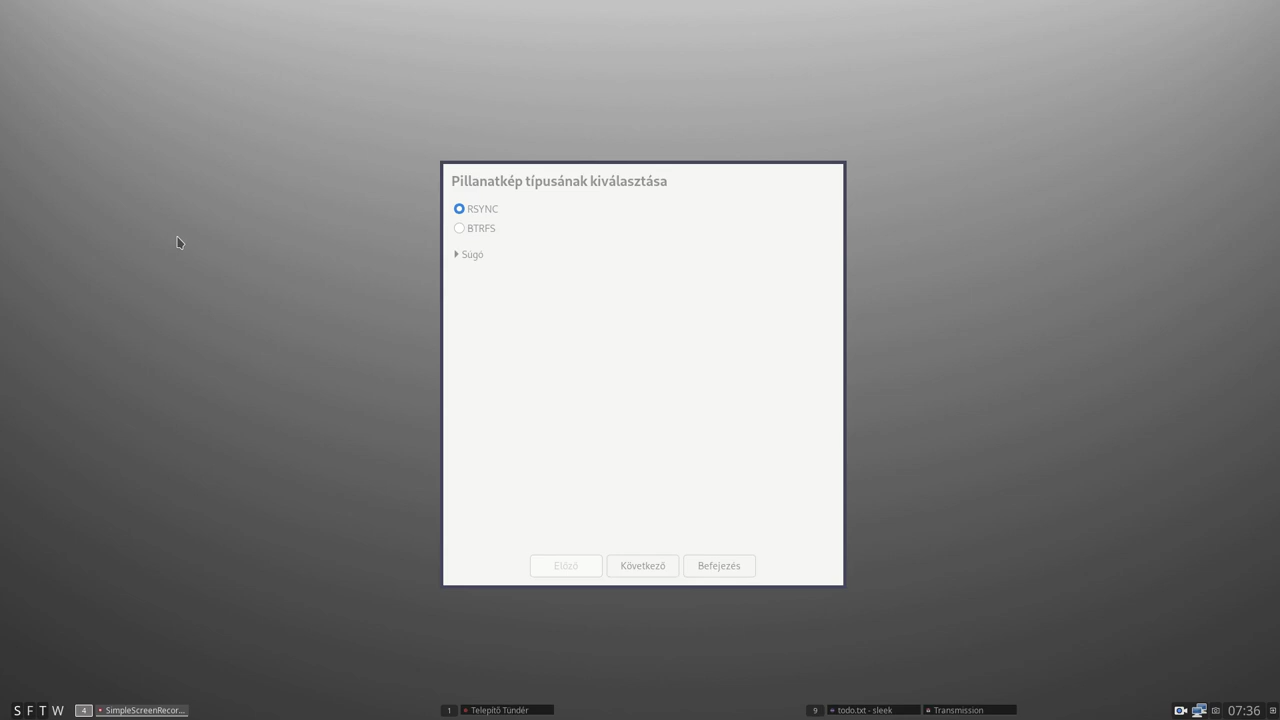 Pillanatkép típusának kiválasztása
RSYNC
BTRFS
Súgó
Előző
Következő
Befejezés
S F T W
4
SimpleScreenRecor...
1
Telepítő Tündér
9
todo.txt - sleek
Transmission
07:36